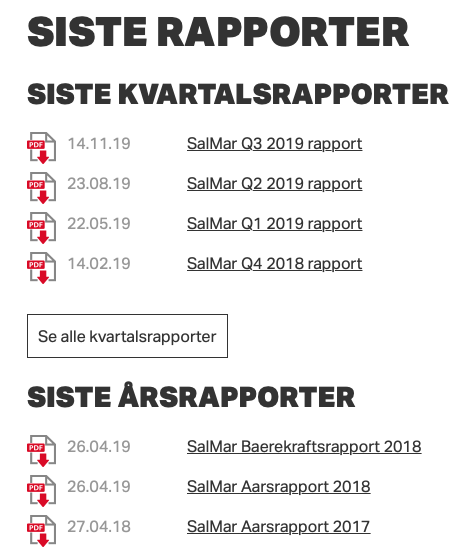 SISTE RAPPORTER
SISTE KVARTALSRAPPORTER
PDF 14.11.19 SalMar Q3 2019 rapport
PDF 23.08.19 SalMar Q2 2019 rapport
PDF 22.05.19 SalMar Q1 2019 rapport
PDF 14.02.19 SalMar Q4 2018 rapport
Se alle kvartalsrapporter
SISTE ÅRSRAPPORTER
PDF 26.04.19 SalMar Baerekraftsrapport 2018
PDF 26.04.19 SalMar Aarsrapport 2018
PDF 27.04.18 SalMar Aarsrapport 2017